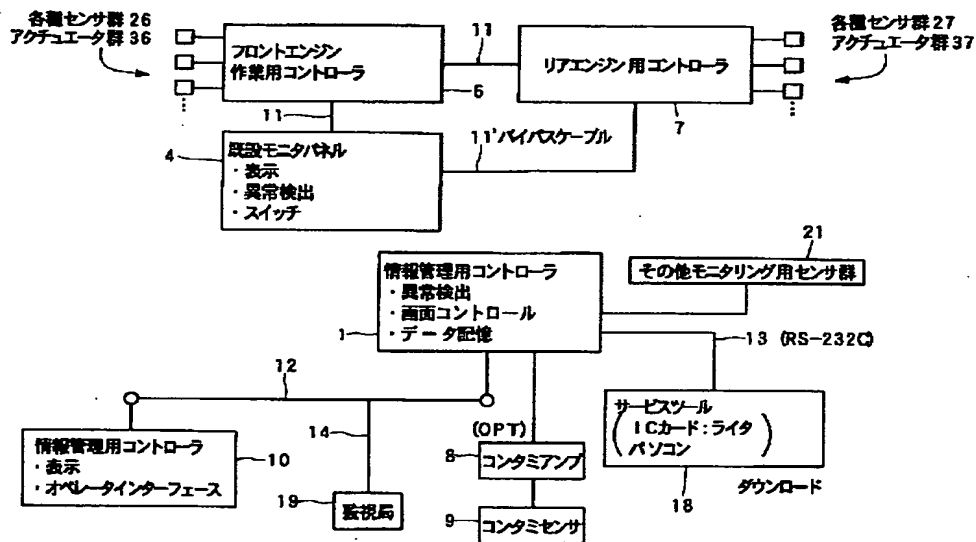 各種センサ群26
アクチュエータ群36
フロントエンジン
作業用コントローラ
11
リアエンジン用コントローラ
各種センサ群27
アクチュエータ群37
6
7
11
11'バイパスケーブル
4
既設モニタパネル
・表示
・異常検出
・スイッチ
21
その他モニタリング用センサ群
情報管理用コントローラ
・異常検出
・画面コントロール
・データ記憶
1
13 (RS-232C)
12
14
(OPT)
サービスツール
ICカード:ライタ
パソコン
18
ダウンロード
情報管理用コントローラ
・表示
・オペレータインターフェース
10
8
コンタミアンプ
19
監視局
9
コンタミセンサ